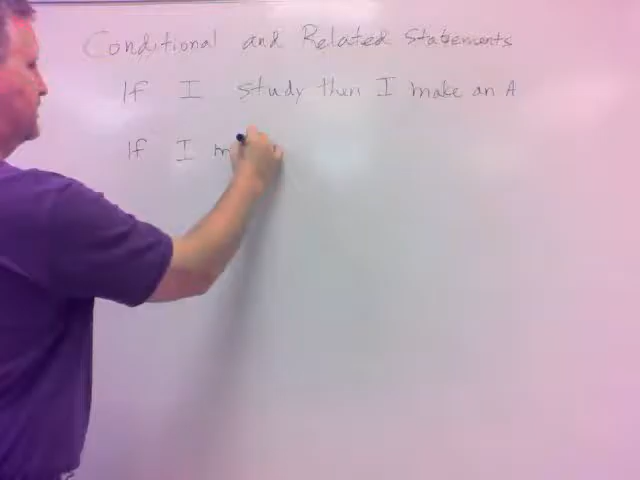 Conditional and Related Statements
If I study then I make an A
If I m